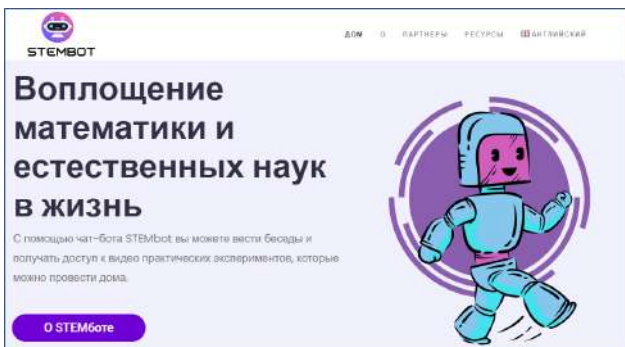 STEMBOT
ДОМ О ПАРТНЕРЫ РЕСУРСЫ АНГЛИЙСКИЙ
Воплощение
математики и
естественных наук
в жизнь
С помощью чат-бота STEMbot вы можете вести беседы и
получать доступ к видео практических экспериментов, которые
можно провести дома.
О STEMботе